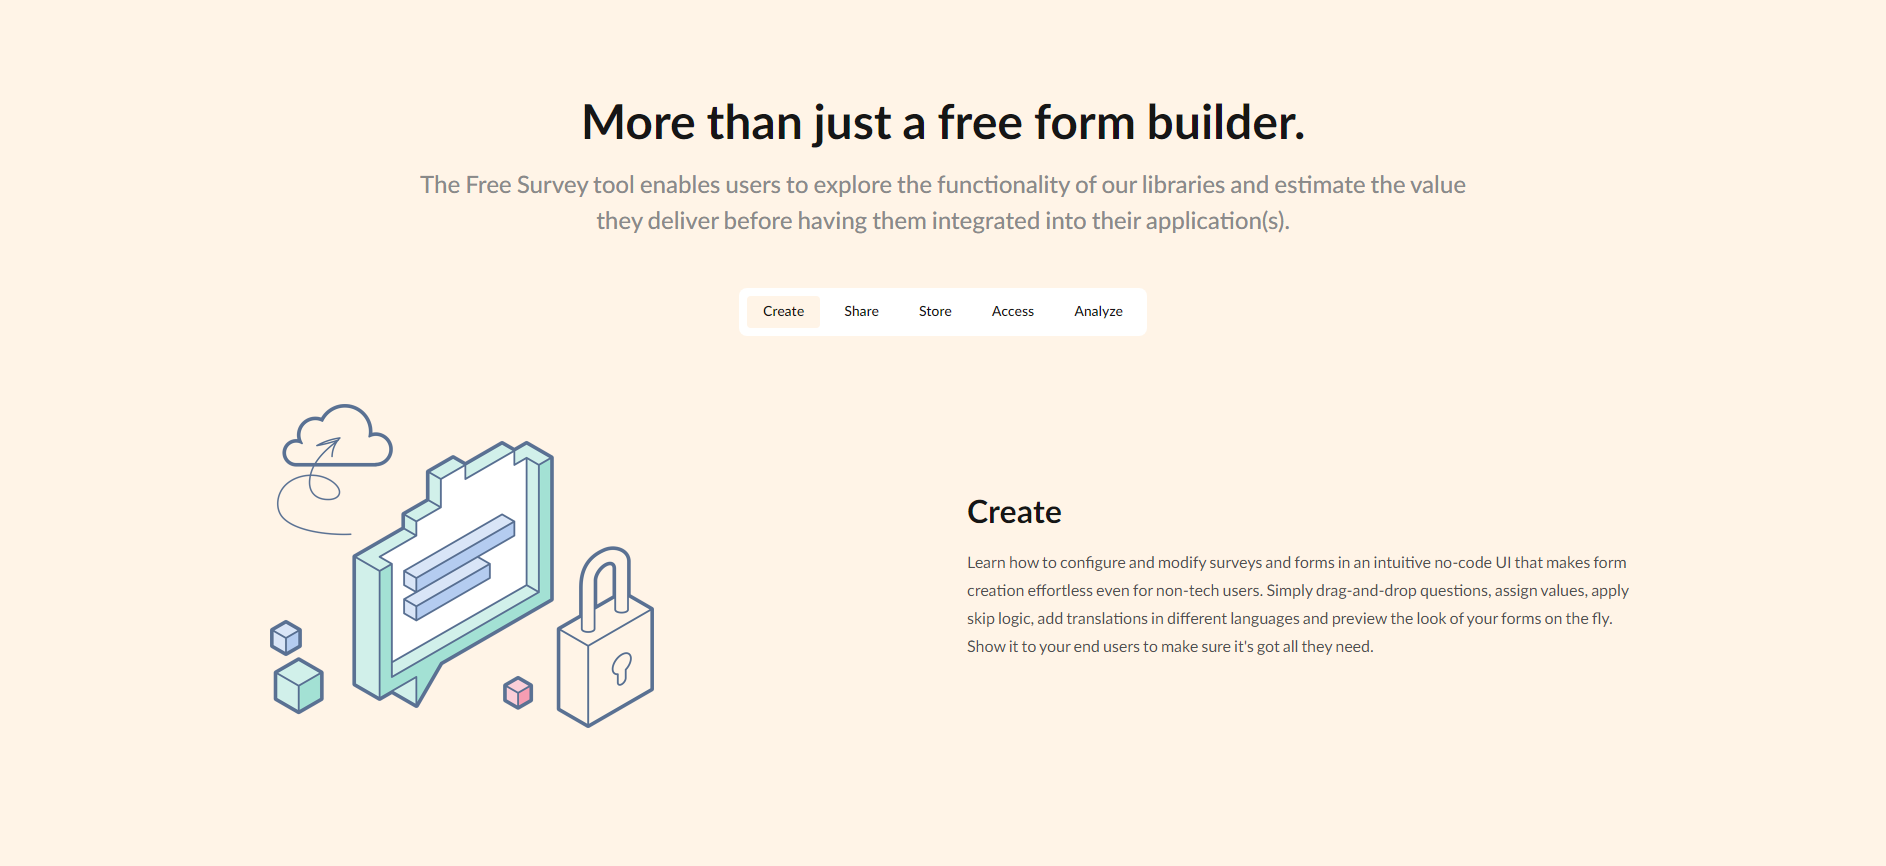 More than just a free form builder.
The Free Survey tool enables users to explore the functionality of our libraries and estimate the value
they deliver before having them integrated into their application(s).
Create
Share
Store
Access
Analyze
Create
Learn how to configure and modify surveys and forms in an intuitive no-code UI that makes form
creation effortless even for non-tech users. Simply drag-and-drop questions, assign values, apply
skip logic, add translations in different languages and preview the look of your forms on the fly.
Show it to your end users to make sure it's got all they need.